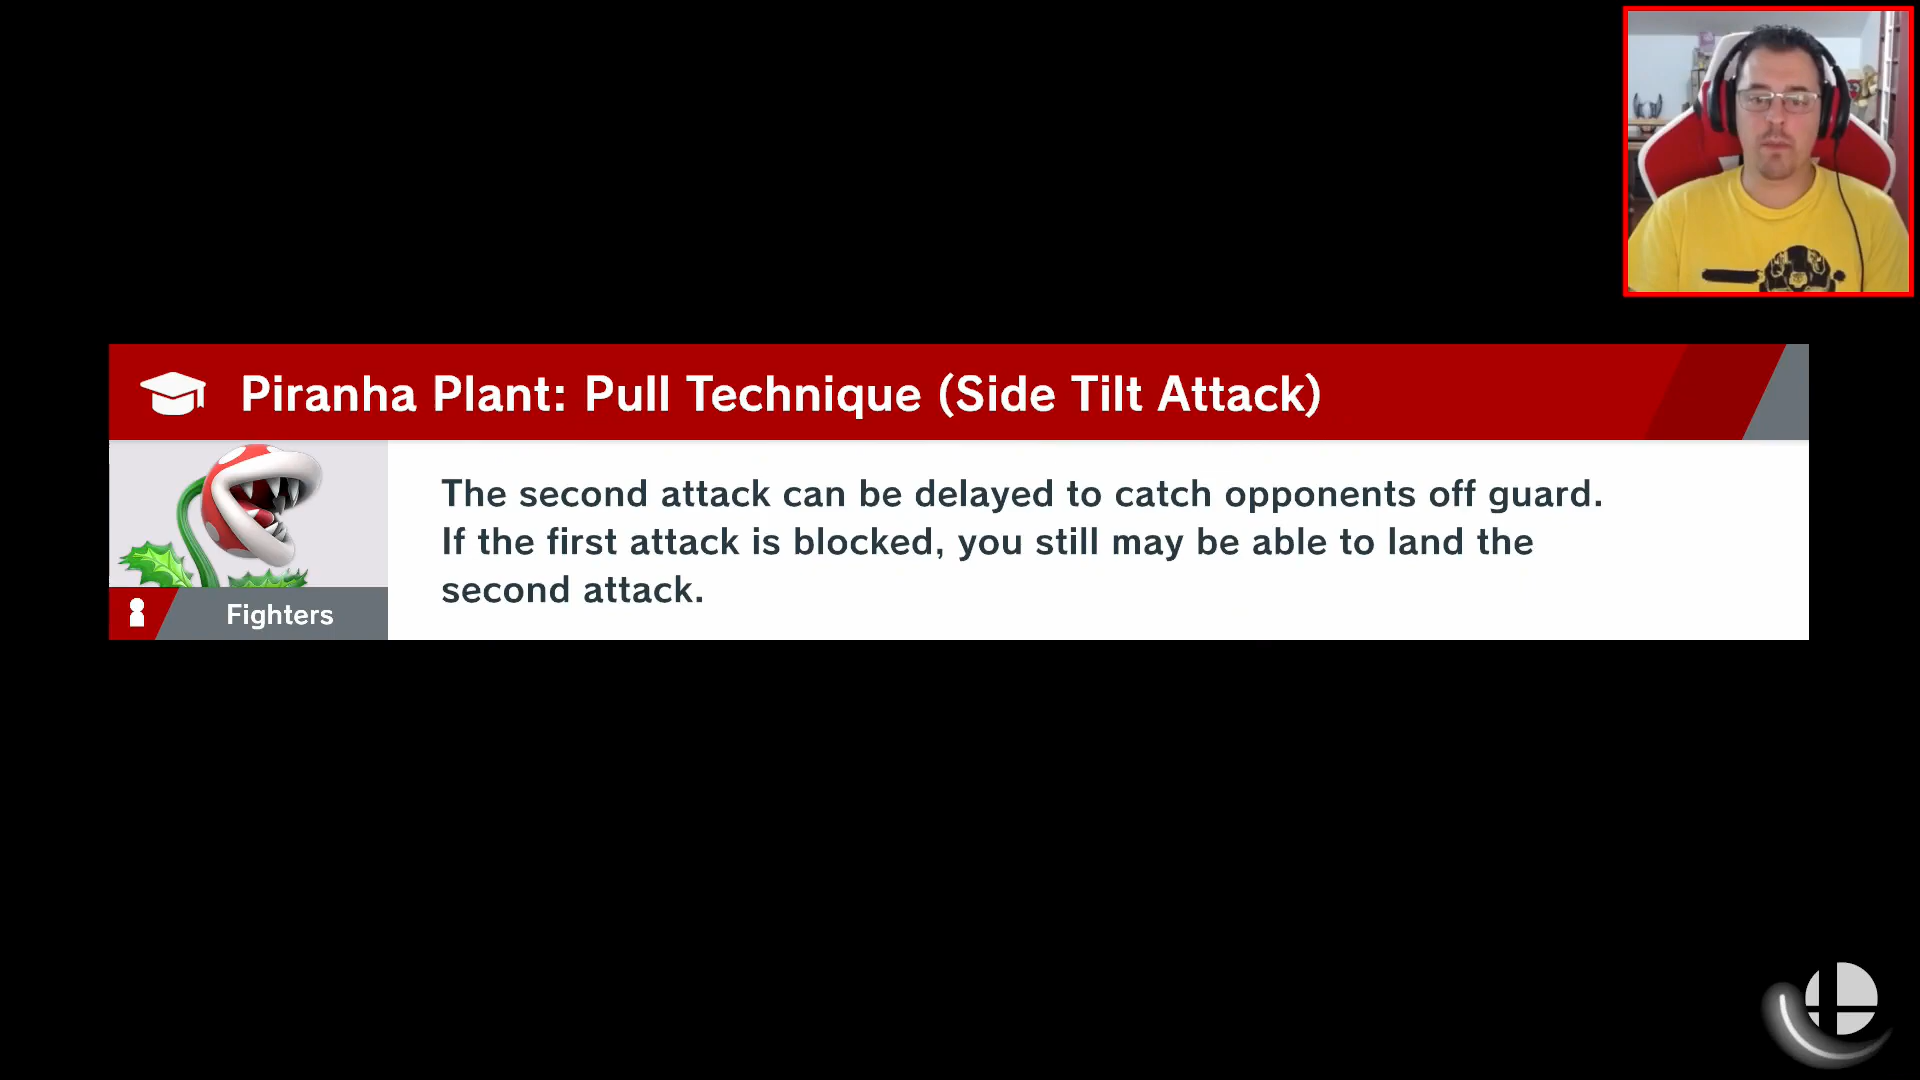 Piranha Plant: Pull Technique (Side Tilt Attack)
The second attack can be delayed to catch opponents off guard.
If the first attack is blocked, you still may be able to land the
second attack.
Fighters